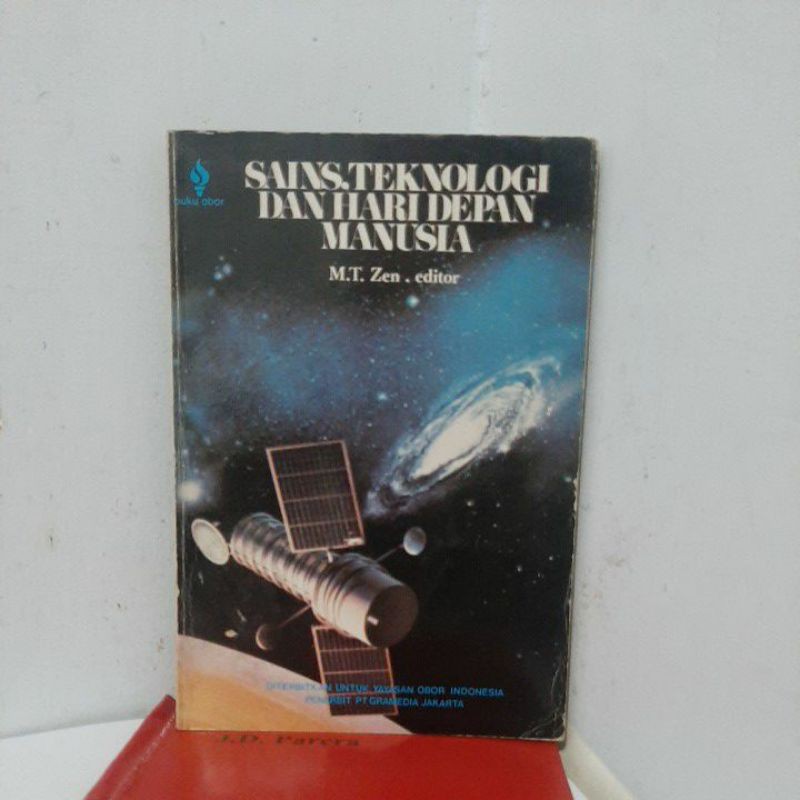 buku obor
SAINS, TEKNOLOGI
DAN HARI DEPAN
MANUSIA
M.T. Zen . editor
DITERBITKAN UNTUK YAYASAN OBOR INDONESIA
PENERBIT PT GRAMEDIA JAKARTA
J.D. Parera